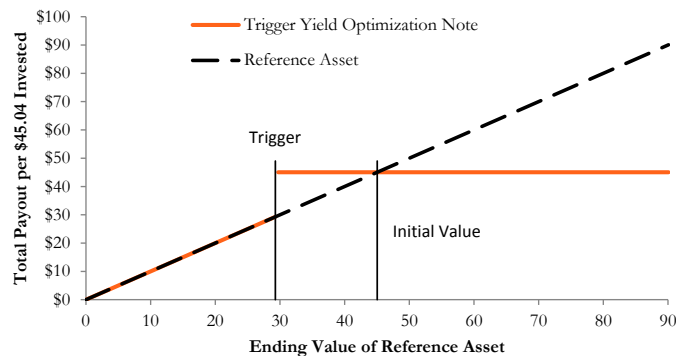 Total Payout per $45.04 Invested
$100
$90
$80
$70
$60
$50
$40
$30
$20
$10
$0
Trigger Yield Optimization Note
Reference Asset
Trigger
Initial Value
0 10 20 30 40 50 60 70 80 90
Ending Value of Reference Asset